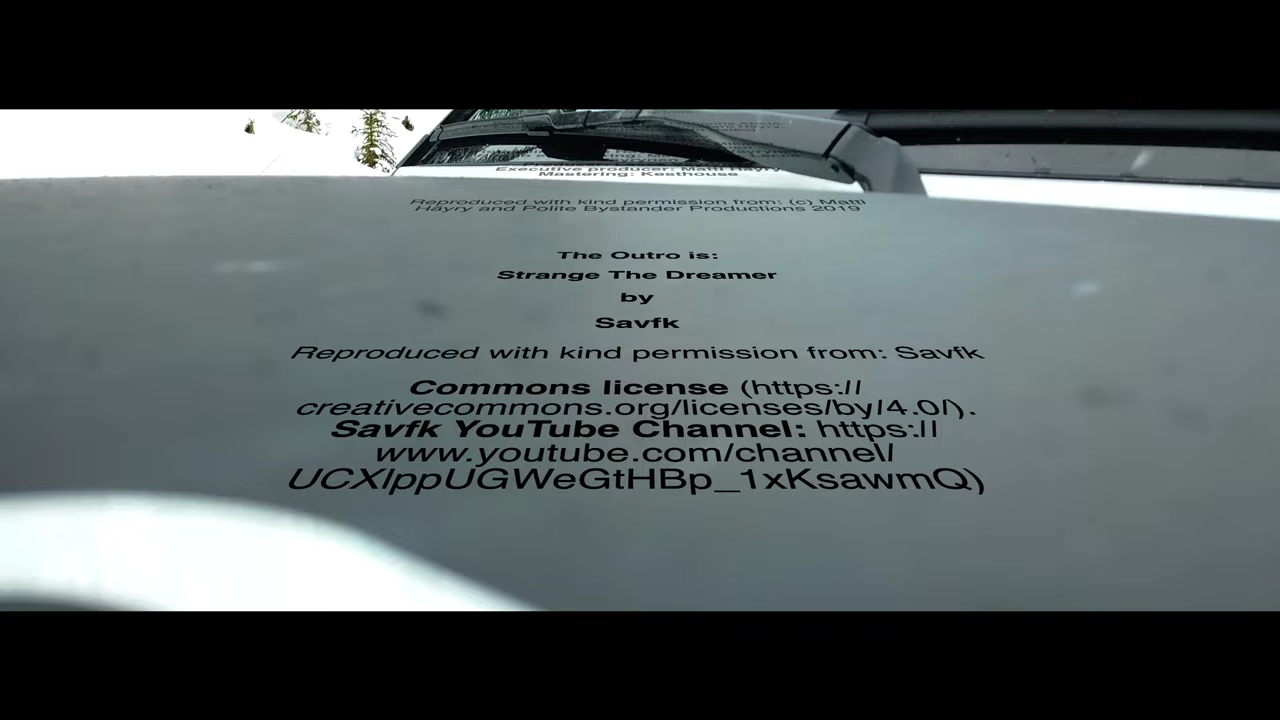 Executive producer: Matti Häyry
Mastering: Kesthouse
Reproduced with kind permission from: (c) Matti
Häyry and Polite Bystander Productions 2019
The Outro is:
Strange The Dreamer
by
Savfk
Reproduced with kind permission from: Savfk
Commons license (https://
creativecommons.org/licenses/by/4.0/).
Savfk YouTube Channel: https://
www.youtube.com/channel/
UCXIppUGWeGtHBp_1xKsawmQ)